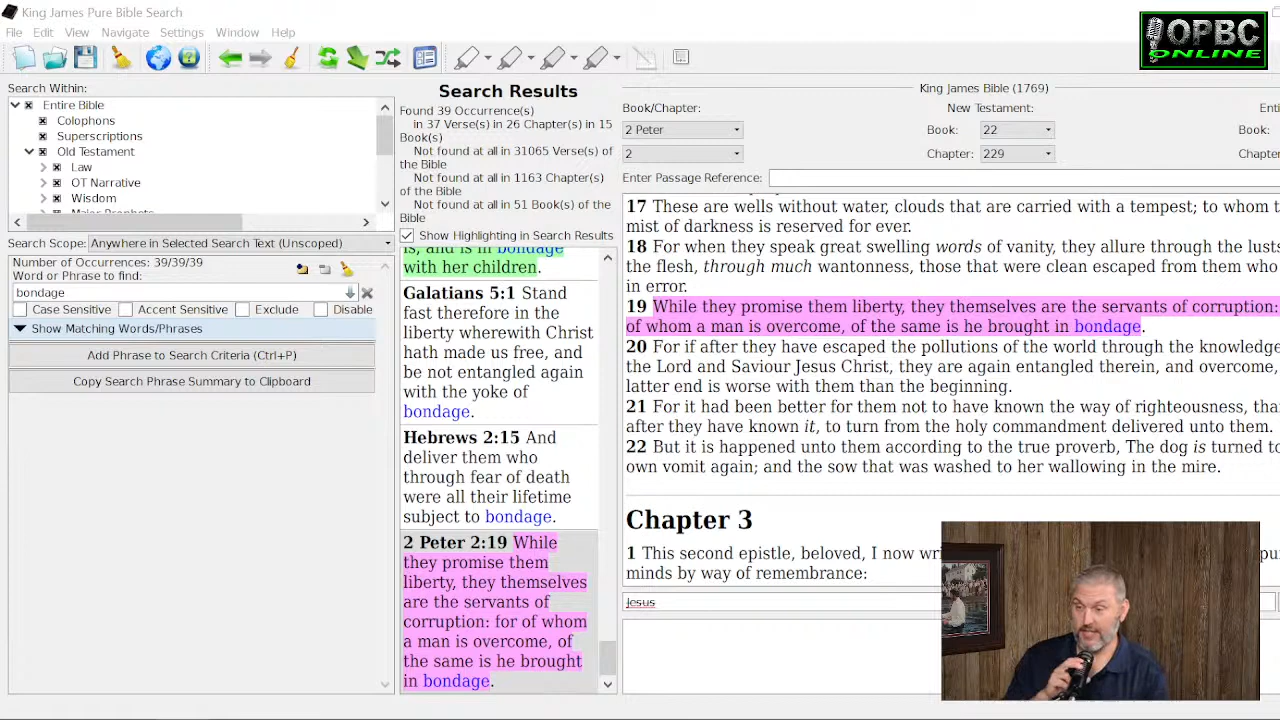 King James Pure Bible Search
File Edit View Navigate Settings Window Help
OPBC
ONLINE
Search Within:
Entire Bible
Colophons
Superscriptions
Old Testament
Law
OT Narrative
Wisdom
Major Prophets
Search Scope: Anywhere in Selected Search Text (Unscoped)
Number of Occurrences: 39/39/39
Word or Phrase to find:
bondage
Case Sensitive Accent Sensitive Exclude Disable
Show Matching Words/Phrases
Add Phrase to Search Criteria (Ctrl+P)
Copy Search Phrase Summary to Clipboard
Search Results
Found 39 Occurrence(s)
in 37 Verse(s) in 26 Chapter(s) in 15
Book(s)
Not found at all in 31065 Verse(s) of
the Bible
Not found at all in 1163 Chapter(s)
of the Bible
Not found at all in 51 Book(s) of the
Bible
Show Highlighting in Search Results
is, and is in bondage
with her children.
Galatians 5:1 Stand
fast therefore in the
liberty wherewith Christ
hath made us free, and
be not entangled again
with the yoke of
bondage.
Hebrews 2:15 And
deliver them who
through fear of death
were all their lifetime
subject to bondage.
2 Peter 2:19 While
they promise them
liberty, they themselves
are the servants of
corruption: for of whom
a man is overcome, of
the same is he brought
in bondage.
King James Bible (1769)
Book/Chapter: New Testament:
2 Peter Book: 22 Book:
2 Chapter: 229
Enter Passage Reference:
17 These are wells without water, clouds that are carried with a tempest; to whom
mist of darkness is reserved for ever.
18 For when they speak great swelling words of vanity, they allure through the lusts
the flesh, through much wantonness, those that were clean escaped from them who
in error.
19 While they promise them liberty, they themselves are the servants of corruption:
of whom a man is overcome, of the same is he brought in bondage.
20 For if after they have escaped the pollutions of the world through the knowledge
the Lord and Saviour Jesus Christ, they are again entangled therein, and overcome,
latter end is worse with them than the beginning.
21 For it had been better for them not to have known the way of righteousness,
after they have known it, to turn from the holy commandment delivered unto them.
22 But it is happened unto them according to the true proverb, The dog is turned
own vomit again; and the sow that was washed to her wallowing in the mire.
Chapter 3
1 This second epistle, beloved, I now
minds by way of remembrance:
Jesus